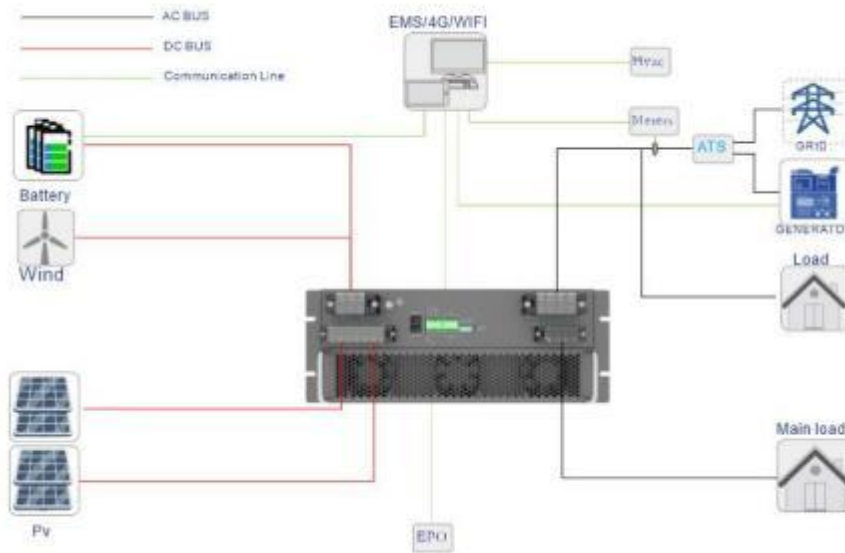 AC BUS
DC BUS
Communication Line
EMS/4G/WIFI
Hvac
Meters
ATS
GRID
Battery
GENERATO
Wind
Load
Main load
Pv
EPO